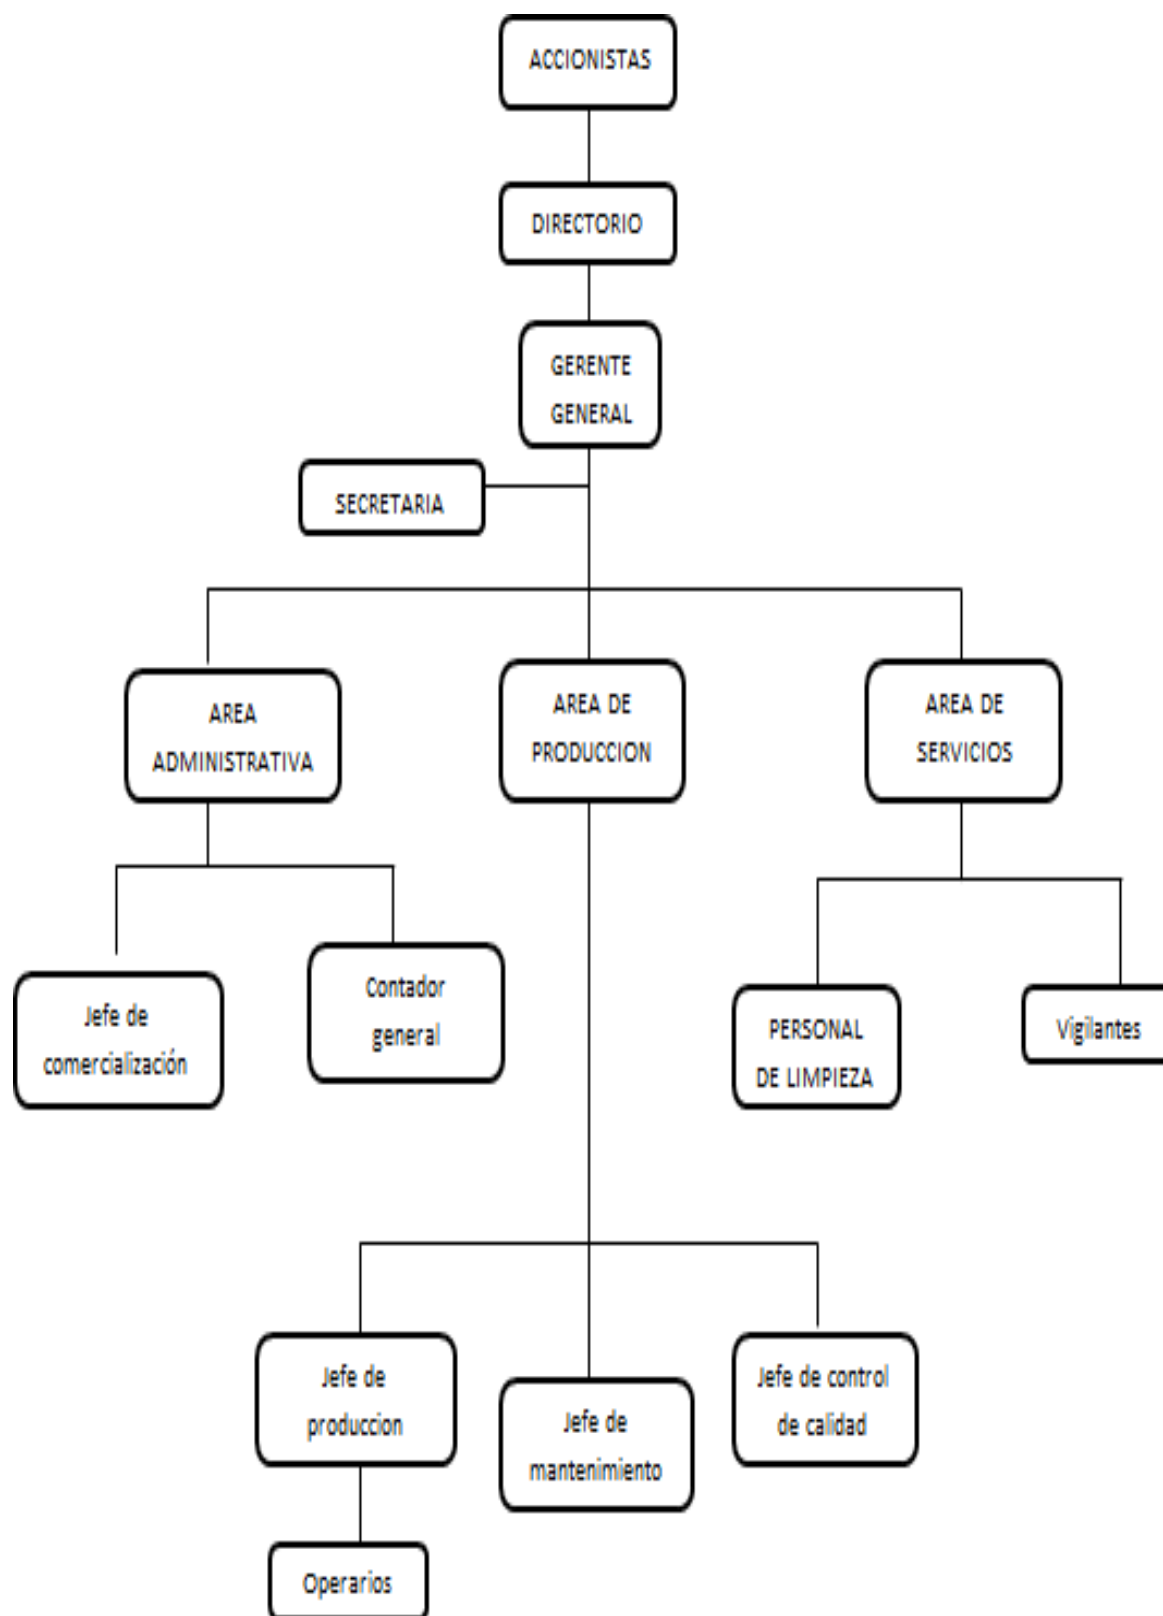 ACCIONISTAS
DIRECTORIO
GERENTE
GENERAL
SECRETARIA
AREA
ADMINISTRATIVA
AREA DE
PRODUCCION
AREA DE
SERVICIOS
Jefe de
comercialización
Contador
general
PERSONAL
DE LIMPIEZA
Vigilantes
Jefe de
produccion
Jefe de
mantenimiento
Jefe de control
de calidad
Operarios